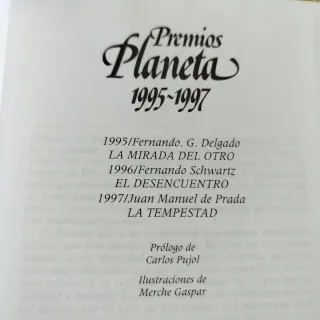 Premios
Planeta
1995~1997
1995/Fernando. G. Delgado
LA MIRADA DEL OTRO
1996/Fernando Schwartz
EL DESENCUENTRO
1997/Juan Manuel de Prada
LA TEMPESTAD
Prólogo de
Carlos Pujol
Ilustraciones de
Merche Gaspar